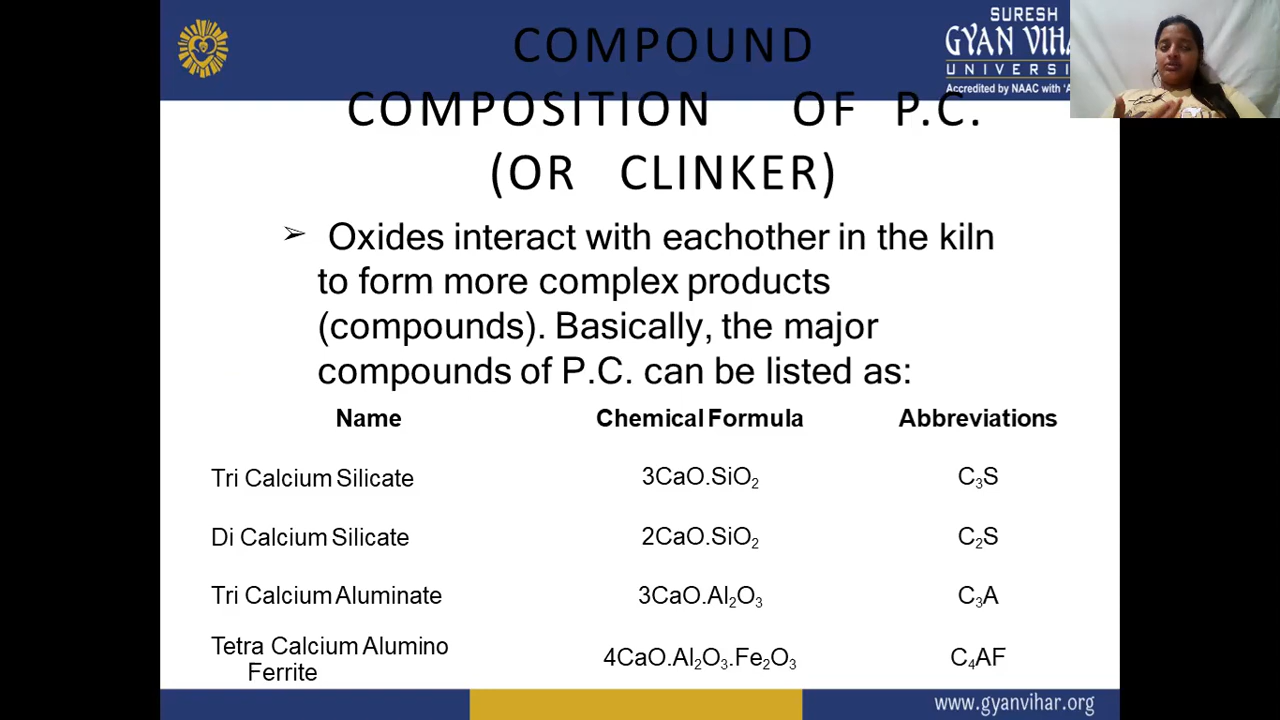 COMPOUND
COMPOSITION OF P.C.
(OR CLINKER)
SURESH
GYAN VIHA
UNIVERSI
Accredited by NAAC with 'A
➢ Oxides interact with eachother in the kiln
to form more complex products
(compounds). Basically, the major
compounds of P.C. can be listed as:
Name Chemical Formula Abbreviations
Tri Calcium Silicate 3CaO.SiO₂ C₃S
Di Calcium Silicate 2CaO.SiO₂ C₂S
Tri Calcium Aluminate 3CaO.Al₂O₃ C₃A
Tetra Calcium Alumino
Ferrite 4CaO.Al₂O₃.Fe₂O₃ C₄AF
www.gyanvihar.org